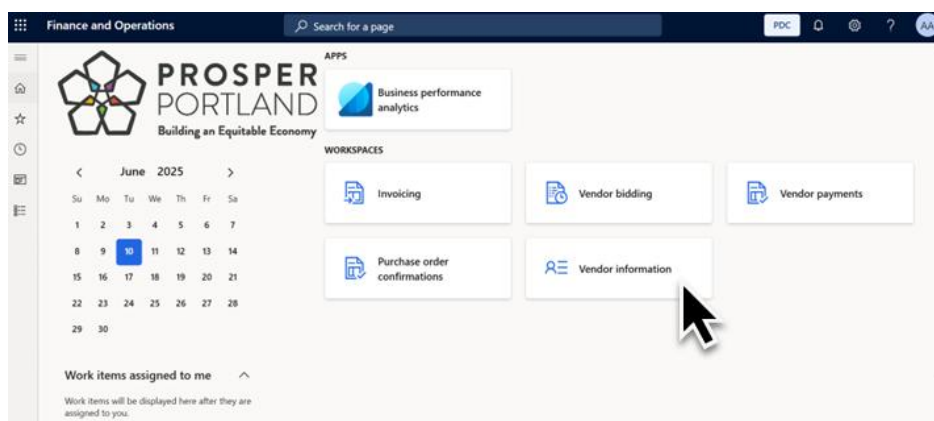 Finance and Operations
Search for a page
PDC
?
AA
PROSPER
PORTLAND
Building an Equitable Economy
June 2025
Su Mo Tu We Th Fr Sa
1 2 3 4 5 6 7
8 9 10 11 12 13 14
15 16 17 18 19 20 21
22 23 24 25 26 27 28
29 30
Work items assigned to me
Work items will be displayed here after they are
assigned to you.
APPS
Business performance
analytics
WORKSPACES
Invoicing
Vendor bidding
Vendor payments
Purchase order
confirmations
Vendor information